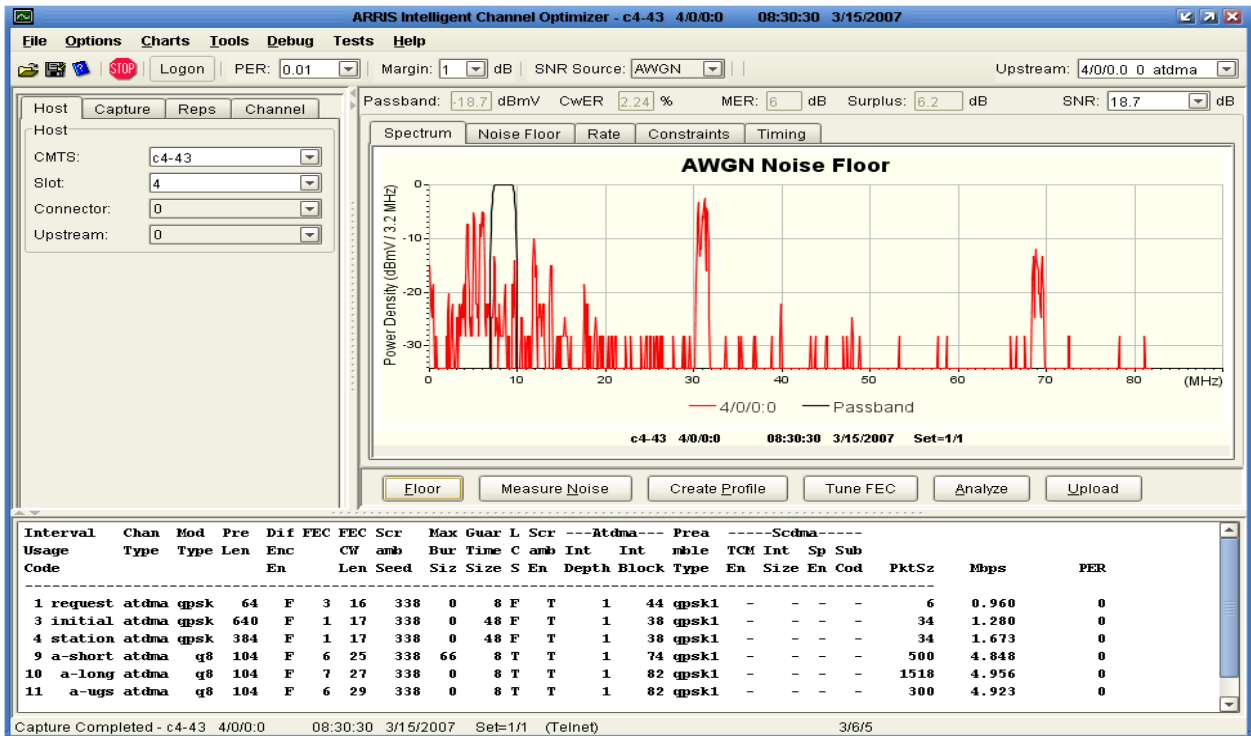 ARRIS Intelligent Channel Optimizer - c4-43 4/0/0:0 08:30:30 3/15/2007
File Options Charts Tools Debug Tests Help
STOP Logon PER: 0.01 Margin: 1 dB SNR Source: AWGN Upstream: 4/0/0.0 0 atdma
Host Capture Reps Channel
Host
CMTS: c4-43
Slot: 4
Connector: 0
Upstream: 0
Passband: -18.7 dBmV CwER 2.24 % MER: 6 dB Surplus: 6.2 dB SNR: 18.7 dB
Spectrum Noise Floor Rate Constraints Timing
AWGN Noise Floor
Power Density (dBmV / 3.2 MHz)
0
-10
-20
-30
0 10 20 30 40 50 60 70 80 (MHz)
4/0/0:0 Passband
c4-43 4/0/0:0 08:30:30 3/15/2007 Set=1/1
Floor Measure Noise Create Profile Tune FEC Analyze Upload
Interval Chan Mod Pre Dif FEC FEC Scr Max Guar L Scr ---Atdma--- Prea -----Scdma-----
Usage Type Type Len Enc CW amb Bur Time C amb Int Int mble TCM Int Sp Sub
Code En Len Seed Siz Size S En Depth Block Type En Size En Cod PktSz Mbps PER
1 request atdma qpsk 64 F 3 16 338 0 8 F T 1 44 qpsk1 - - - - 6 0.960 0
3 initial atdma qpsk 640 F 1 17 338 0 48 F T 1 38 qpsk1 - - - - 34 1.280 0
4 station atdma qpsk 384 F 1 17 338 0 48 F T 1 38 qpsk1 - - - - 34 1.673 0
9 a-short atdma q8 104 F 6 25 338 66 8 T T 1 74 qpsk1 - - - - 500 4.848 0
10 a-long atdma q8 104 F 7 27 338 0 8 T T 1 82 qpsk1 - - - - 1518 4.956 0
11 a-ugs atdma q8 104 F 6 29 338 0 8 T T 1 82 qpsk1 - - - - 300 4.923 0
Capture Completed - c4-43 4/0/0:0 08:30:30 3/15/2007 Set=1/1 (Telnet) 3/6/5